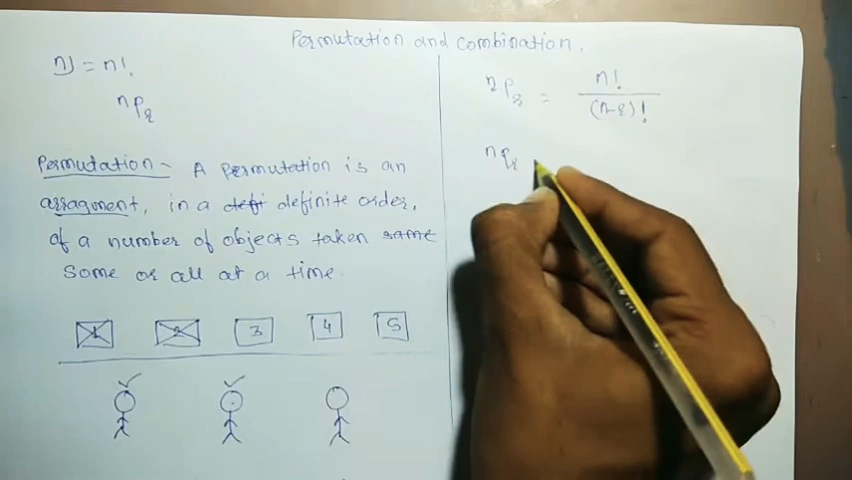 Permutation and combination.
n) = n!
nPr
Permutation - A Permutation is an
arragment, in a defi definite order,
of a number of objects taken same
Some or all at a time.
1 2 3 4 5
nPr = n! / (n-r)!
nPr